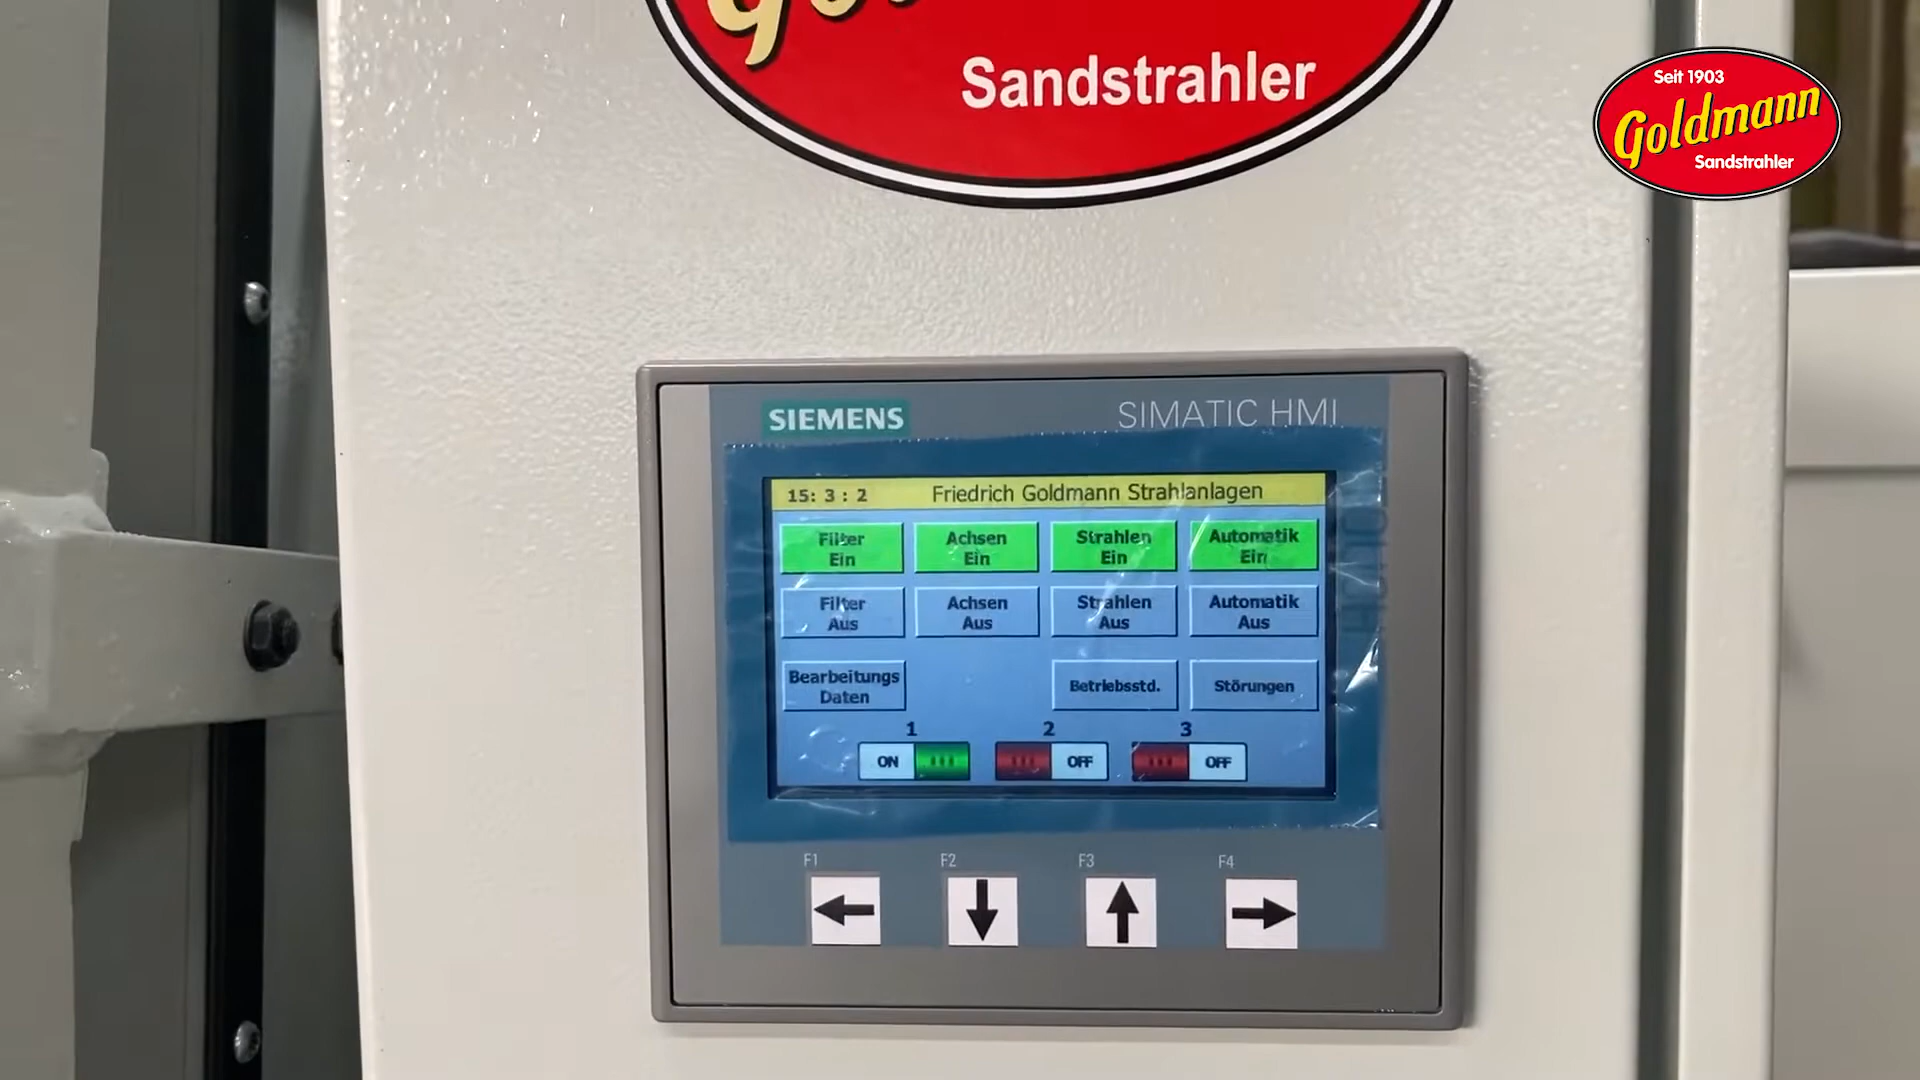 Sandstrahler
Seit 1903
Goldmann
Sandstrahler
SIEMENS
SIMATIC HMI
15: 3 : 2
Friedrich Goldmann Strahlanlagen
Filter
Ein
Achsen
Ein
Strahlen
Ein
Automatik
Ein
Filter
Aus
Achsen
Aus
Strahlen
Aus
Automatik
Aus
Bearbeitungs
Daten
Betriebsstd.
Störungen
1
2
3
ON
OFF
OFF
F1
F2
F3
F4